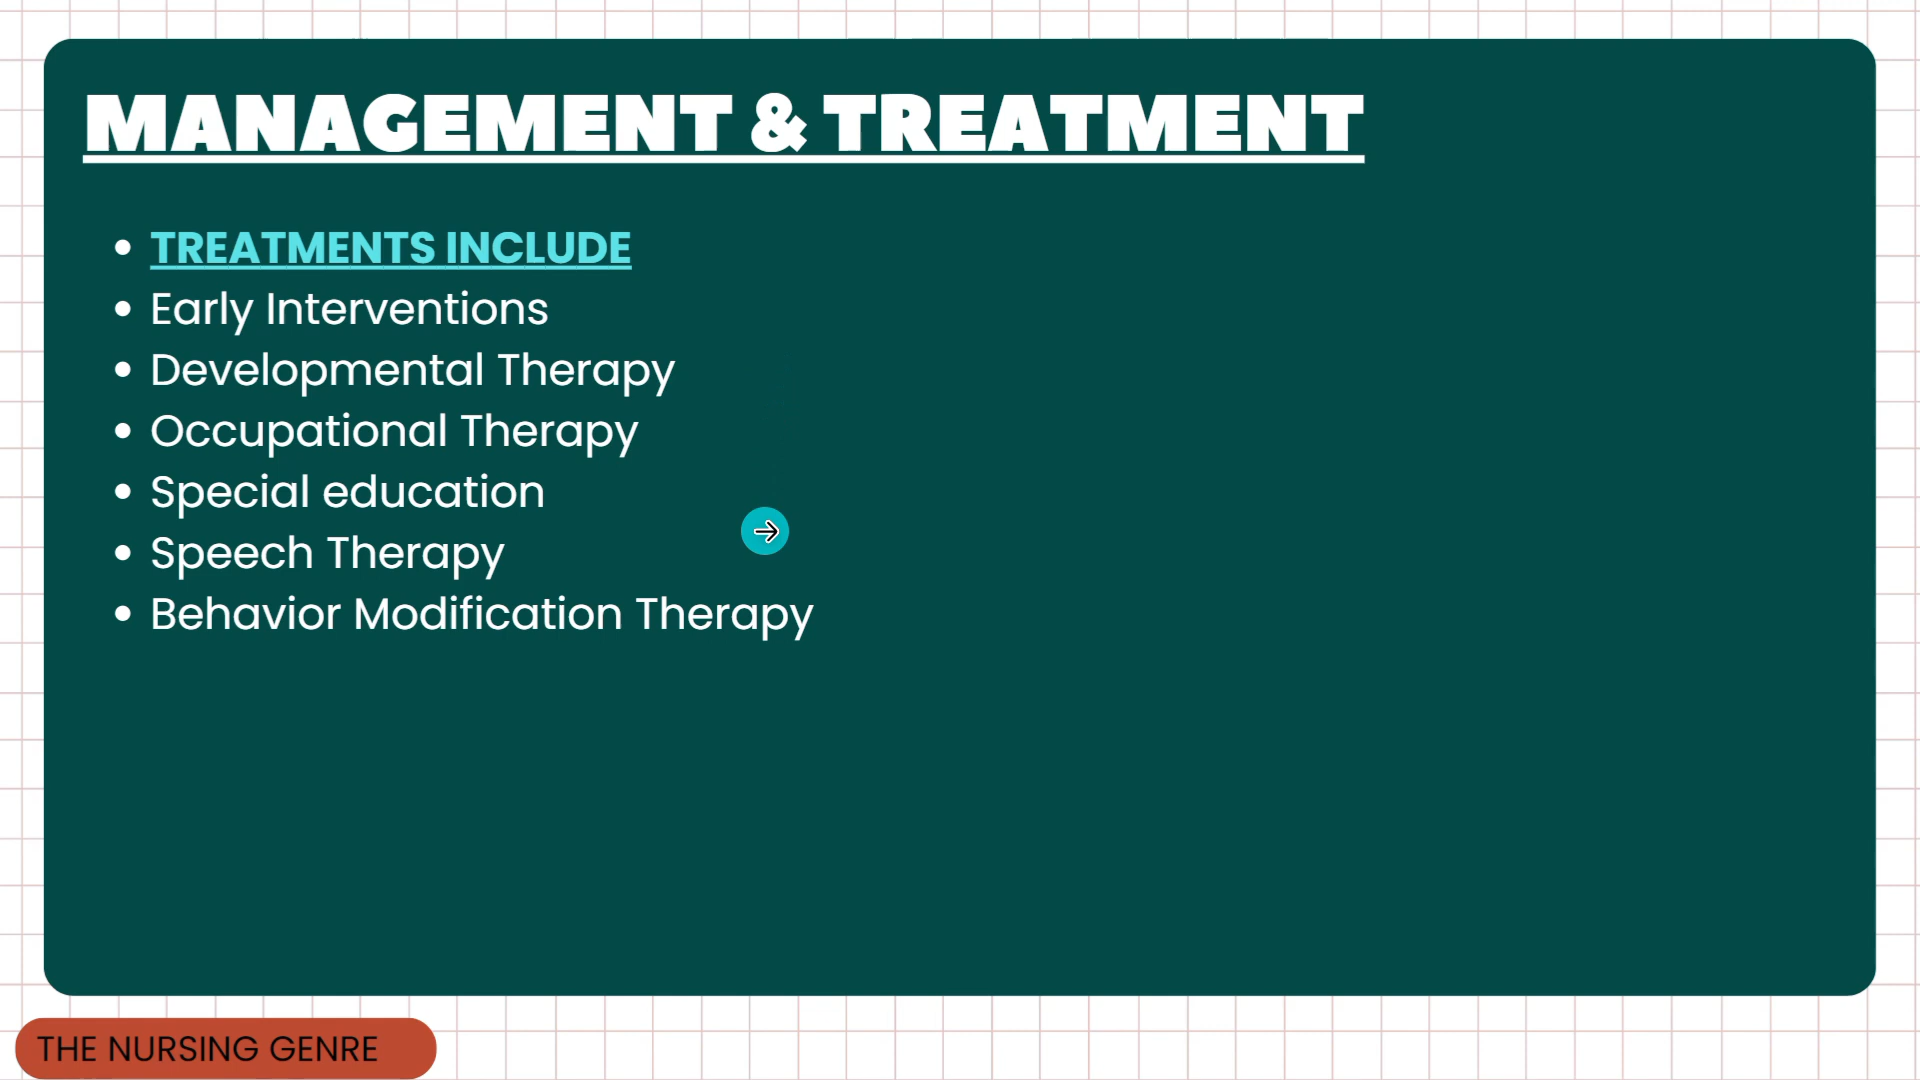 MANAGEMENT & TREATMENT
TREATMENTS INCLUDE
Early Interventions
Developmental Therapy
Occupational Therapy
Special education
Speech Therapy
Behavior Modification Therapy
THE NURSING GENRE